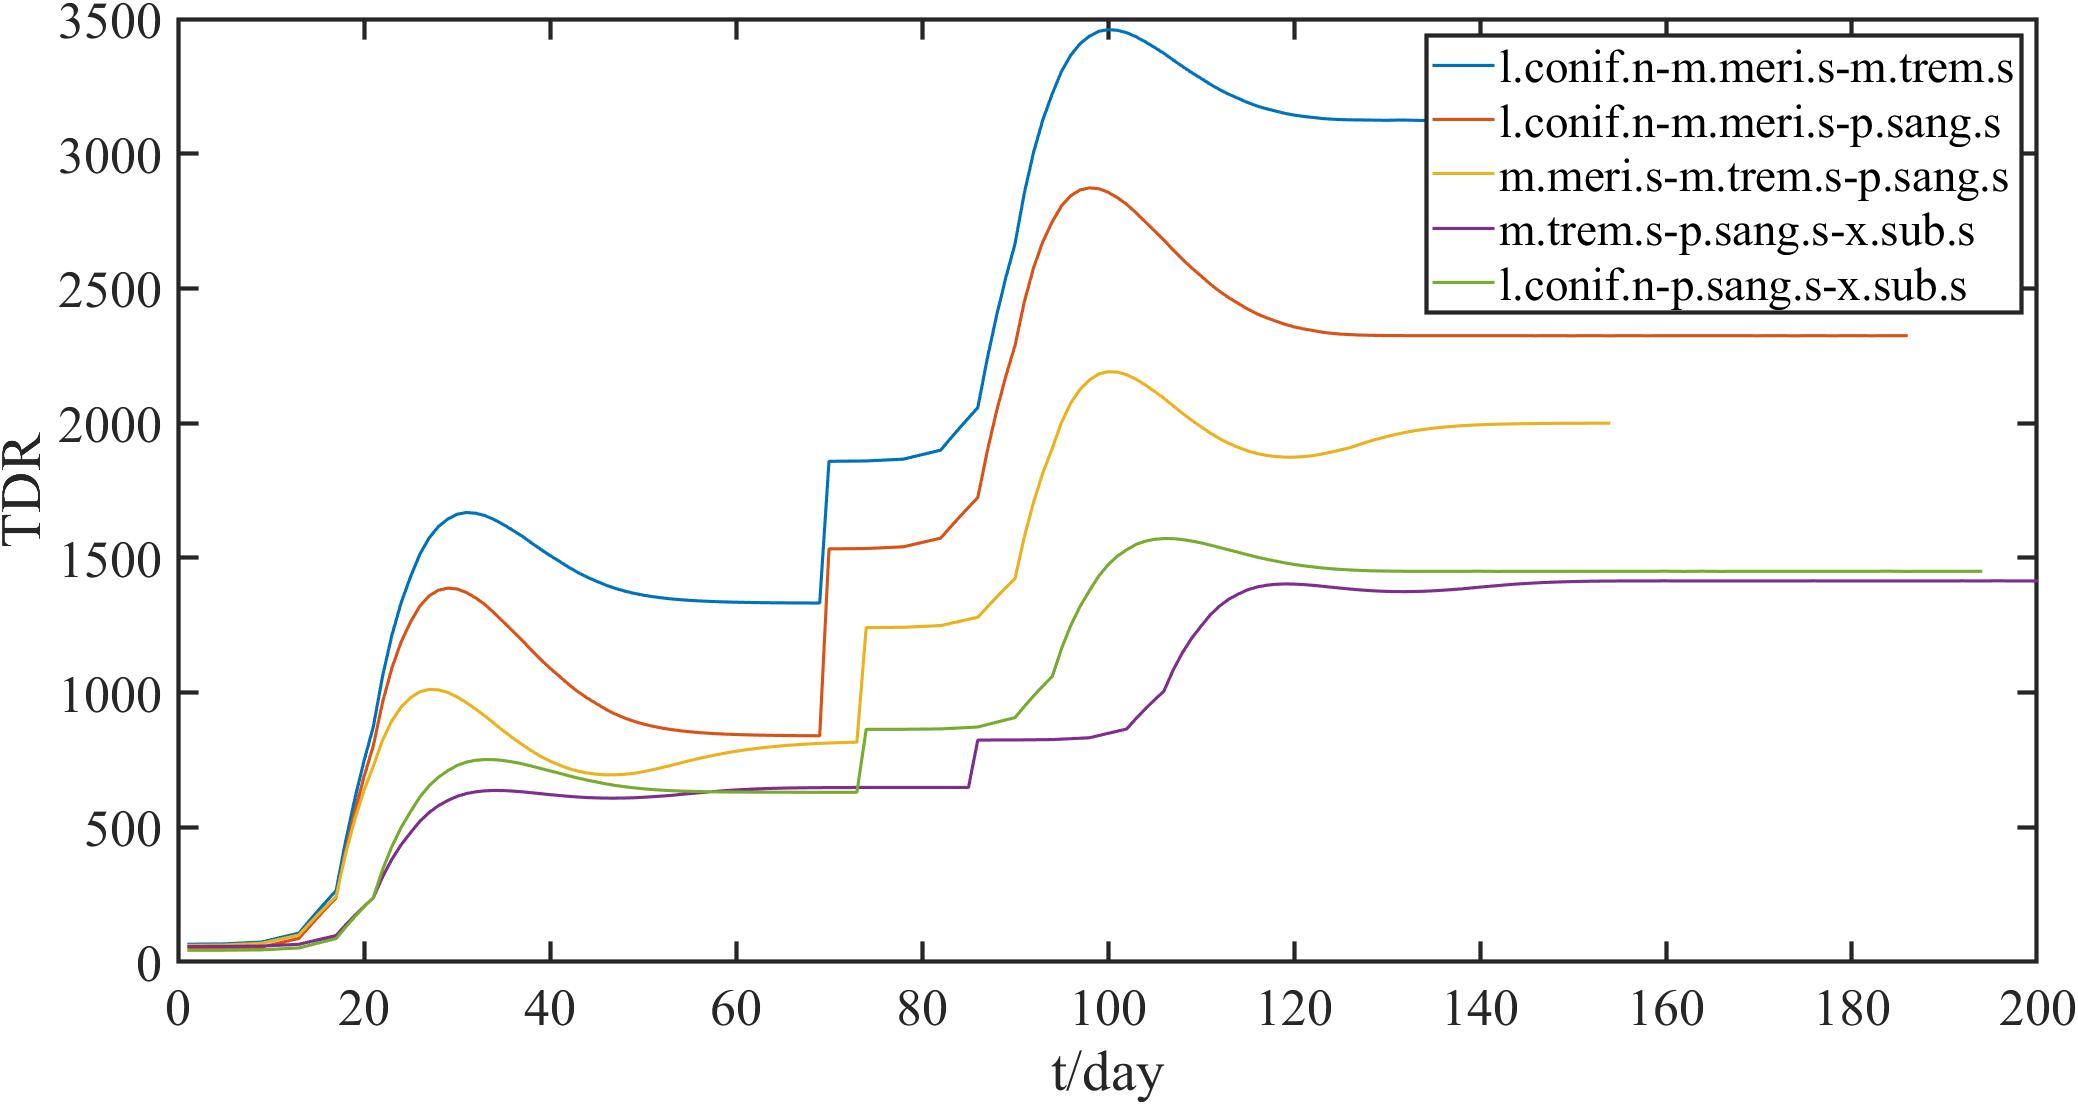 3500
3000
2500
2000
1500
1000
500
0
TDR
l.conif.n-m.meri.s-m.trem.s
l.conif.n-m.meri.s-p.sang.s
m.meri.s-m.trem.s-p.sang.s
m.trem.s-p.sang.s-x.sub.s
l.conif.n-p.sang.s-x.sub.s
0 20 40 60 80 100 120 140 160 180 200
t/day